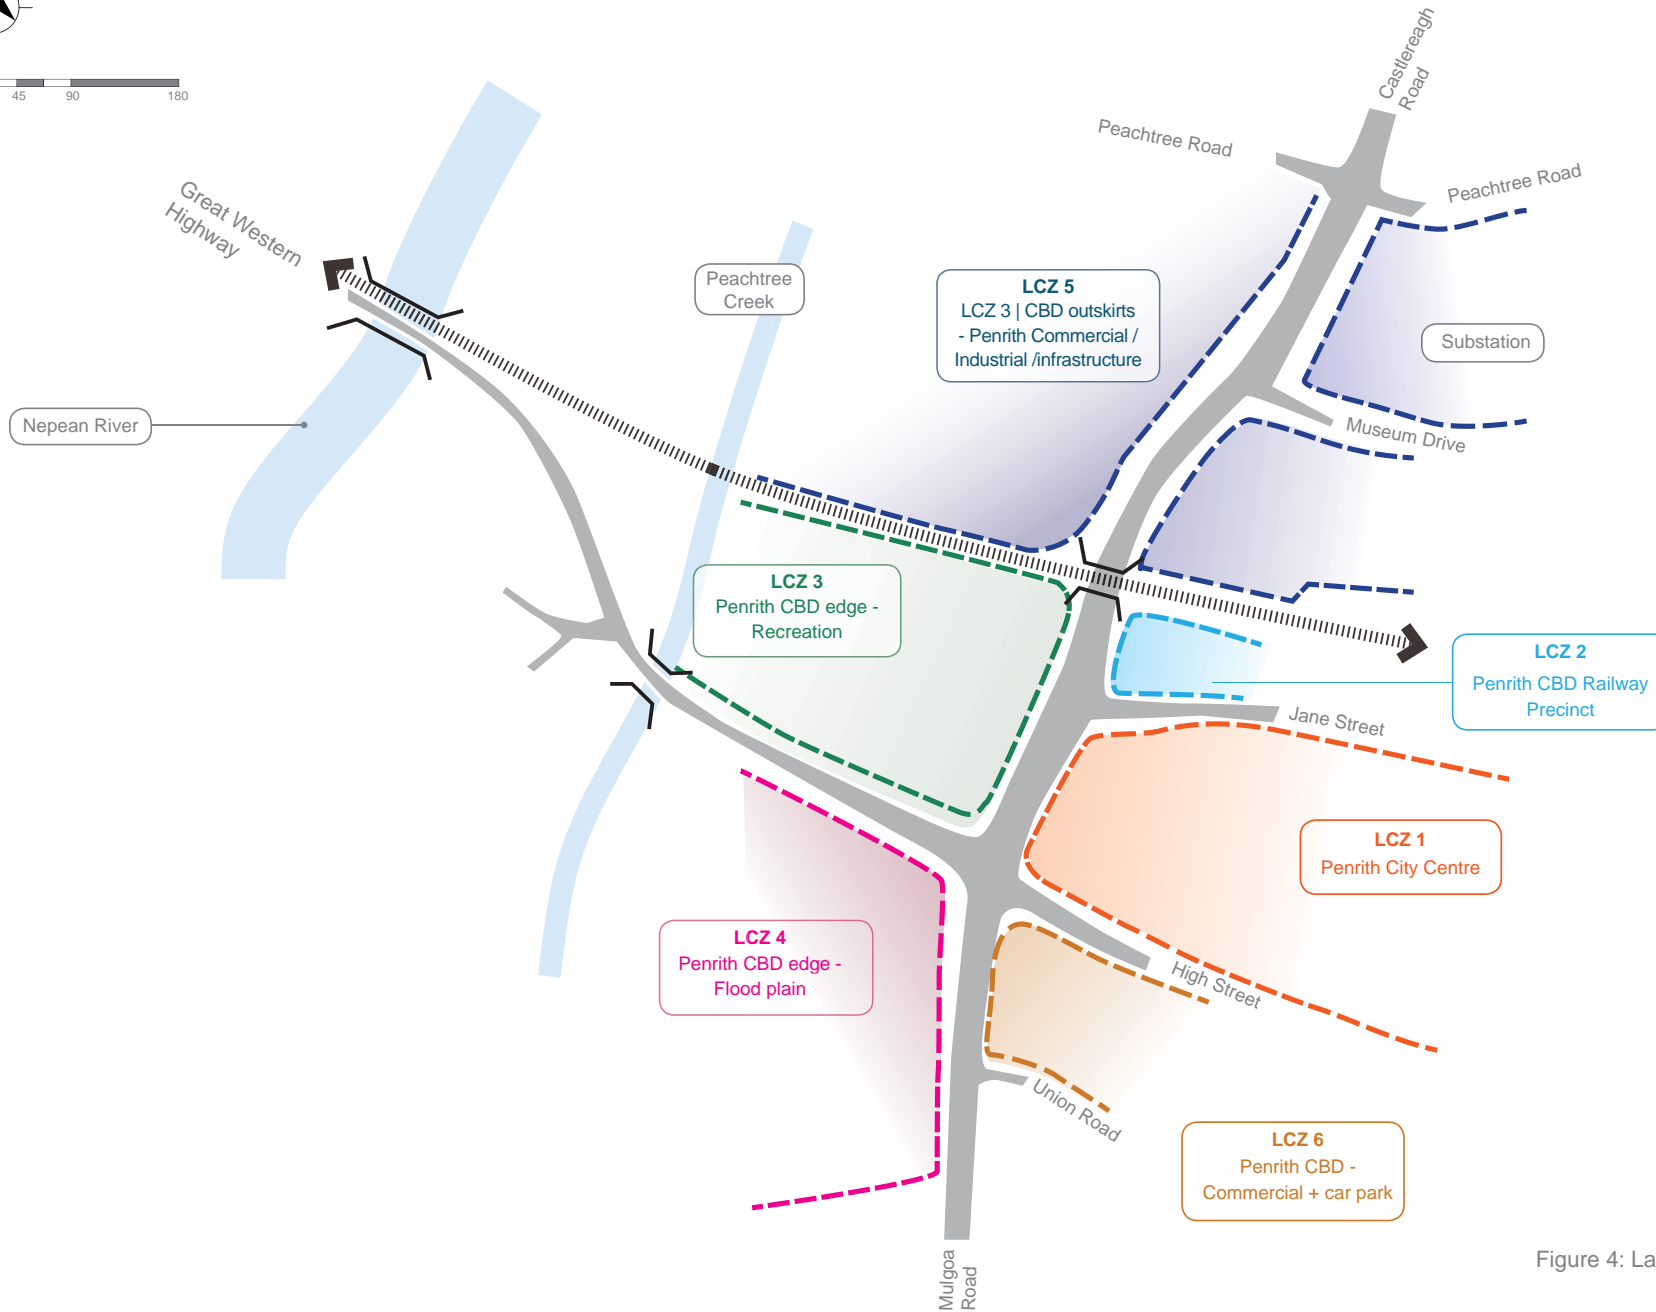 45 90 180
Castlereagh
Road
Peachtree Road
Peachtree Road
Great Western
Highway
Peachtree
Creek
LCZ 5
LCZ 3 | CBD outskirts
- Penrith Commercial /
Industrial /infrastructure
Substation
Nepean River
Museum Drive
LCZ 3
Penrith CBD edge -
Recreation
LCZ 2
Penrith CBD Railway
Precinct
Jane Street
LCZ 1
Penrith City Centre
LCZ 4
Penrith CBD edge -
Flood plain
High Street
Union Road
LCZ 6
Penrith CBD -
Commercial + car park
Mulgoa
Road
Figure 4: La